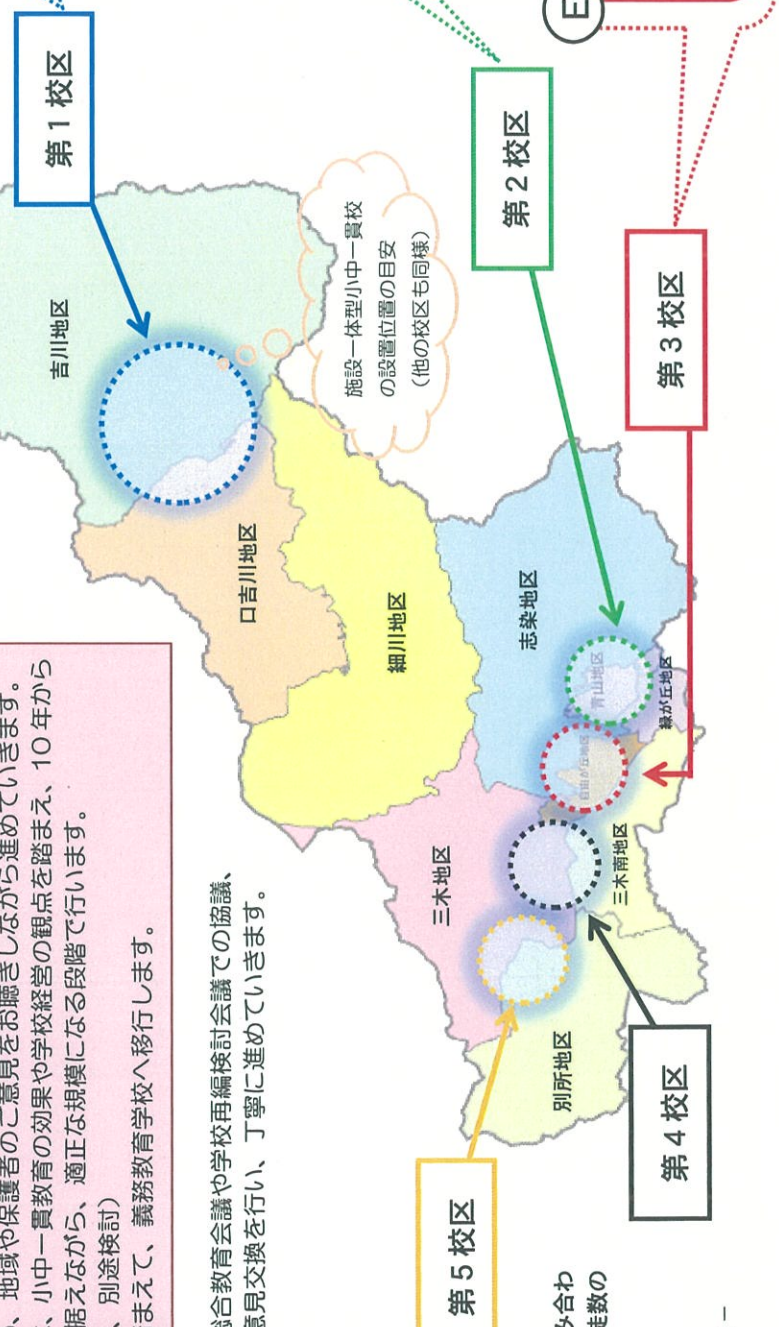 、地域や保護者のご意見をお聴きしながら進めていきます。
、小中一貫教育の効果や学校経営の観点を踏まえ、10年から
据えながら、適正な規模になる段階で行います。
、別途検討）
まえて、義務教育学校へ移行します。
総合教育会議や学校再編検討会議での協議、
意見交換を行い、丁寧に進めていきます。
第1校区
吉川地区
施設一体型小中一貫校
の設置位置の目安
（他の校区も同様）
第2校区
第3校区
口吉川地区
細川地区
志染地区
青山地区
緑が丘地区
自由が丘地区
三木地区
三木南地区
別所地区
第5校区
第4校区
み合わ
徒数の
E